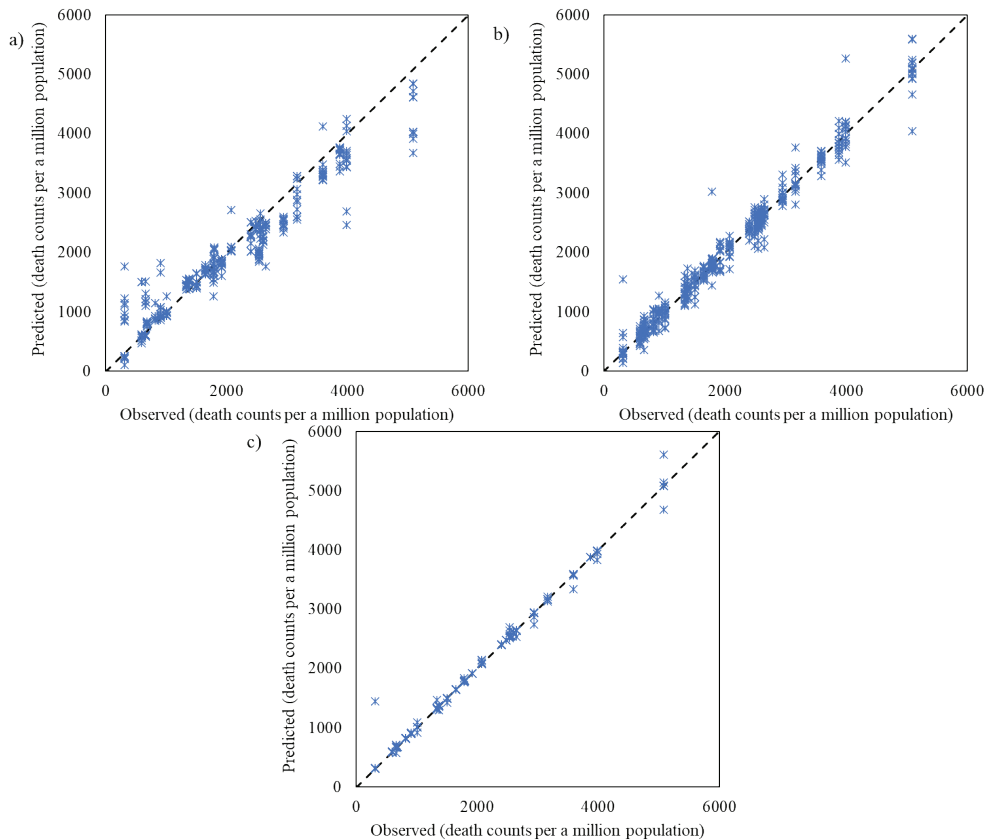 a)
Predicted (death counts per a million population)
6000
5000
4000
3000
2000
1000
0
0 2000 4000 6000
Observed (death counts per a million population)
b)
Predicted (death counts per a million population)
6000
5000
4000
3000
2000
1000
0
0 2000 4000 6000
Observed (death counts per a million population)
c)
Predicted (death counts per a million population)
6000
5000
4000
3000
2000
1000
0
0 2000 4000 6000
Observed (death counts per a million population)